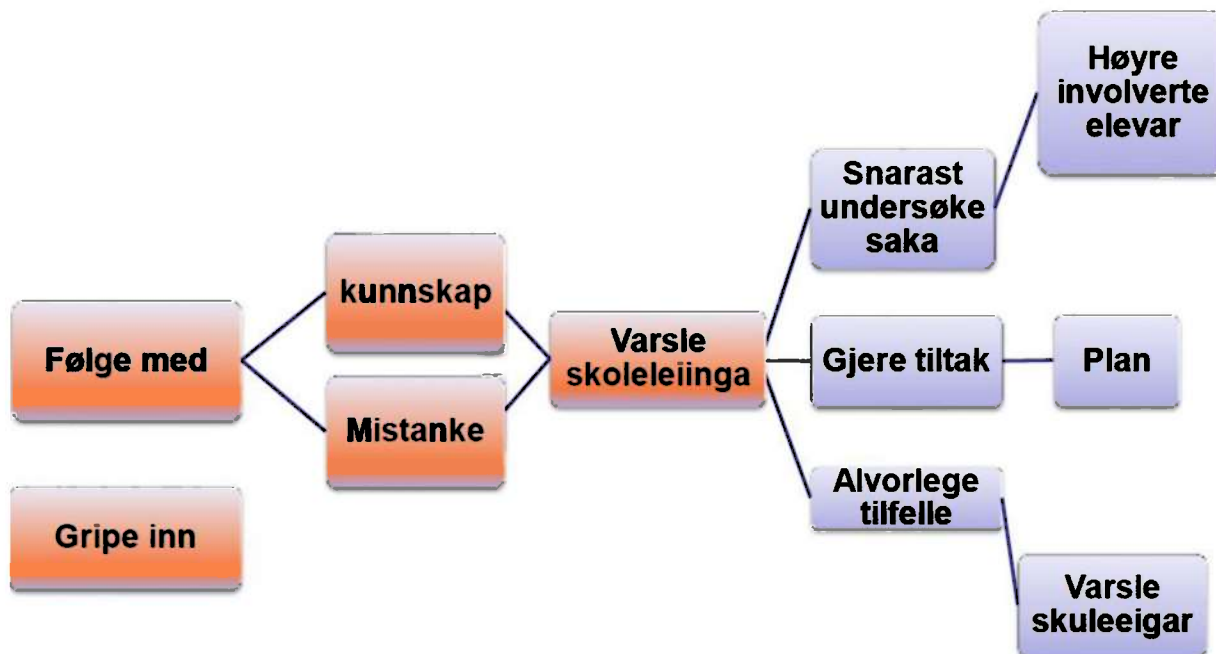 Følge med
Gripe inn
kunnskap
Mistanke
Varsle
skoleleiinga
Snarast
undersøke
saka
Høyre
involverte
elevar
Gjere tiltak
Plan
Alvorlege
tilfelle
Varsle
skuleeigar